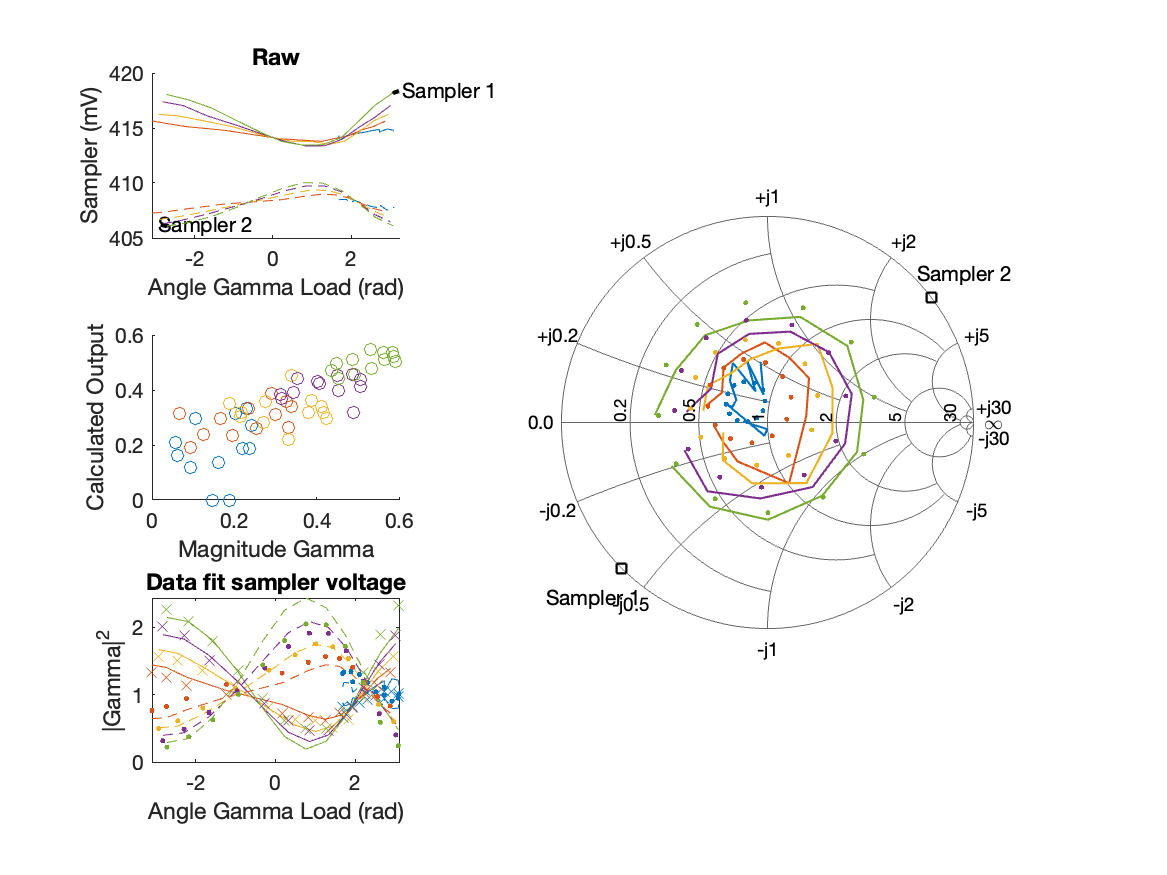 Raw
420
415
410
405
Sampler (mV)
Sampler 1
Sampler 2
-2 0 2
Angle Gamma Load (rad)
0.6
0.4
0.2
0
Calculated Output
0 0.2 0.4 0.6
Magnitude Gamma
Data fit sampler voltage
2
1
0
|Gamma|2
-2 0 2
Angle Gamma Load (rad)
+j1
+j0.5
+j2
Sampler 2
+j0.2
+j5
0.0
0.2
0.5
1
2
5
30
+j30
∞
-j30
-j0.2
-j5
Sampler 1
-j0.5
-j2
-j1